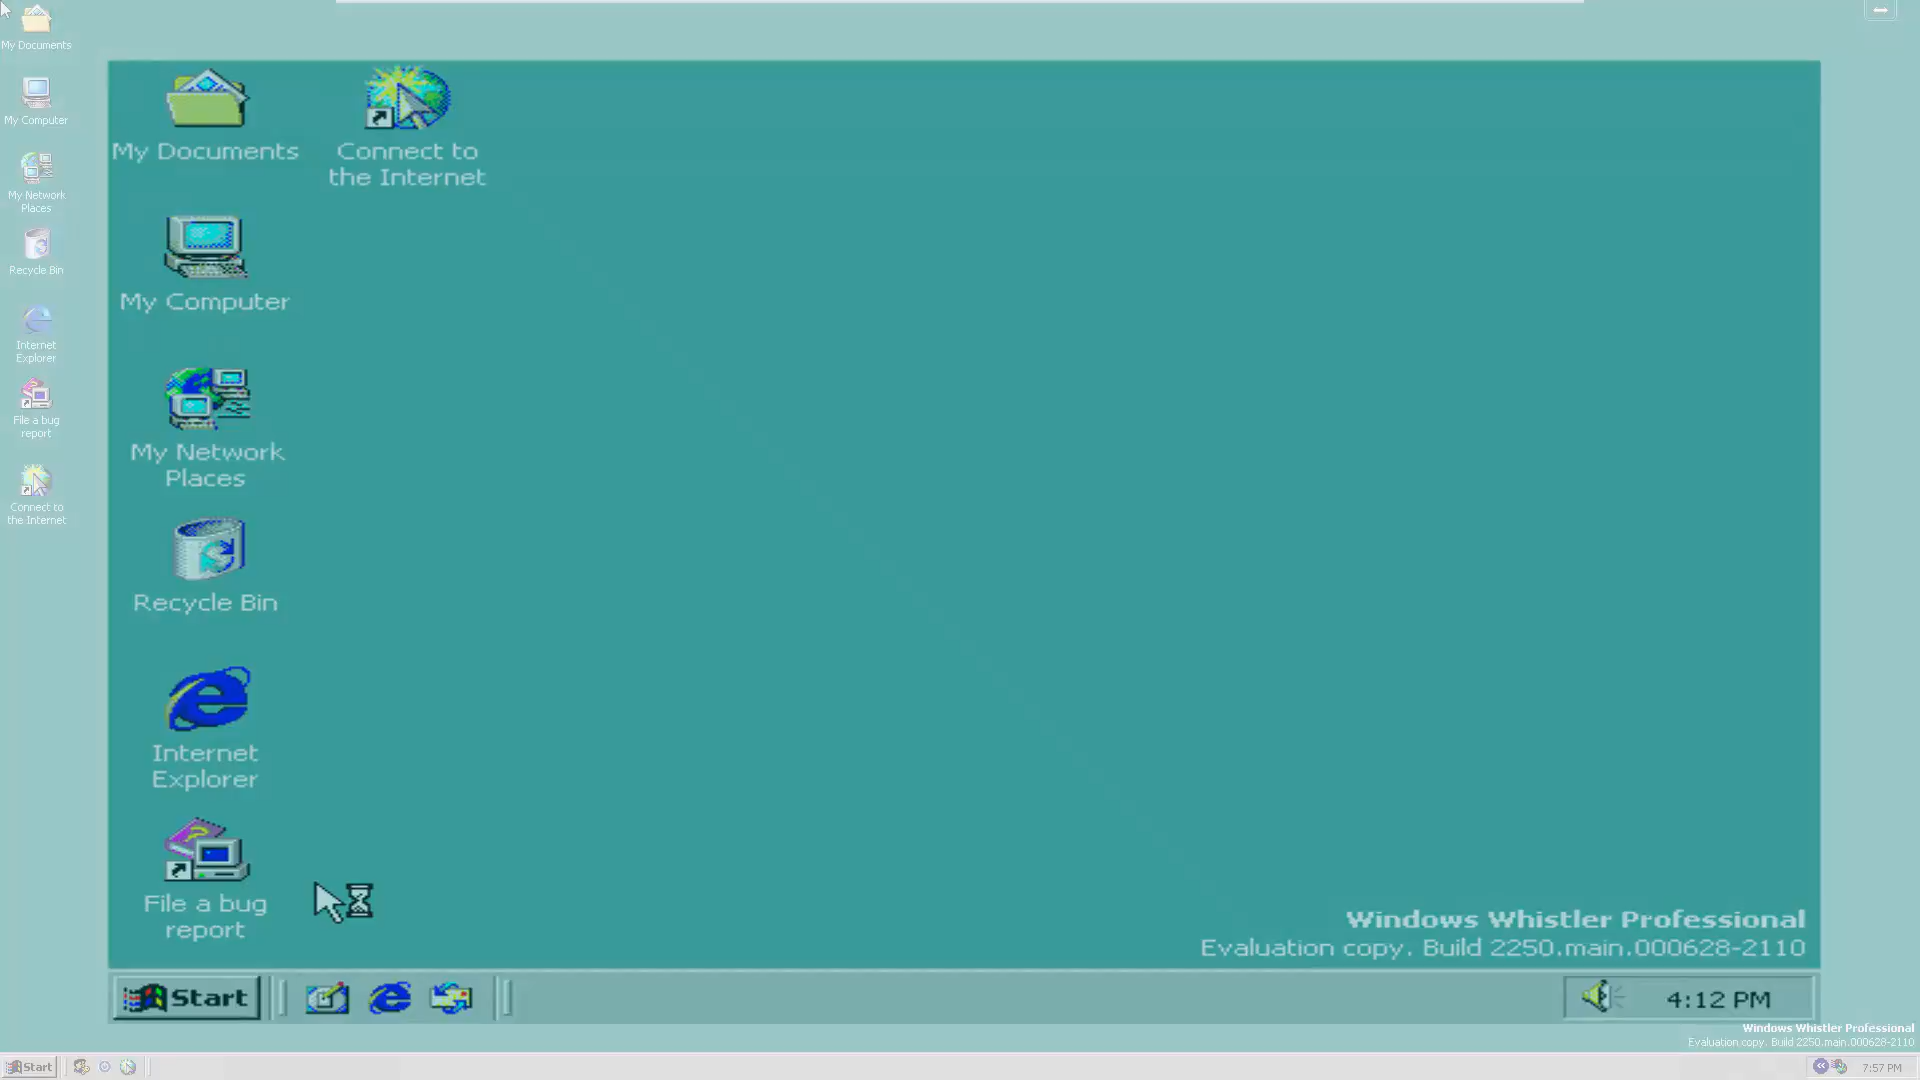 My Documents
My Computer
My Network
Places
Recycle Bin
Internet
Explorer
File a bug
report
Connect to
the Internet
My Documents
Connect to
the Internet
My Computer
My Network
Places
Recycle Bin
Internet
Explorer
File a bug
report
Windows Whistler Professional
Evaluation copy. Build 2250.main.000628-2110
Start
4:12 PM
Windows Whistler Professional
Evaluation copy. Build 2250.main.000628-2110
Start
7:57 PM